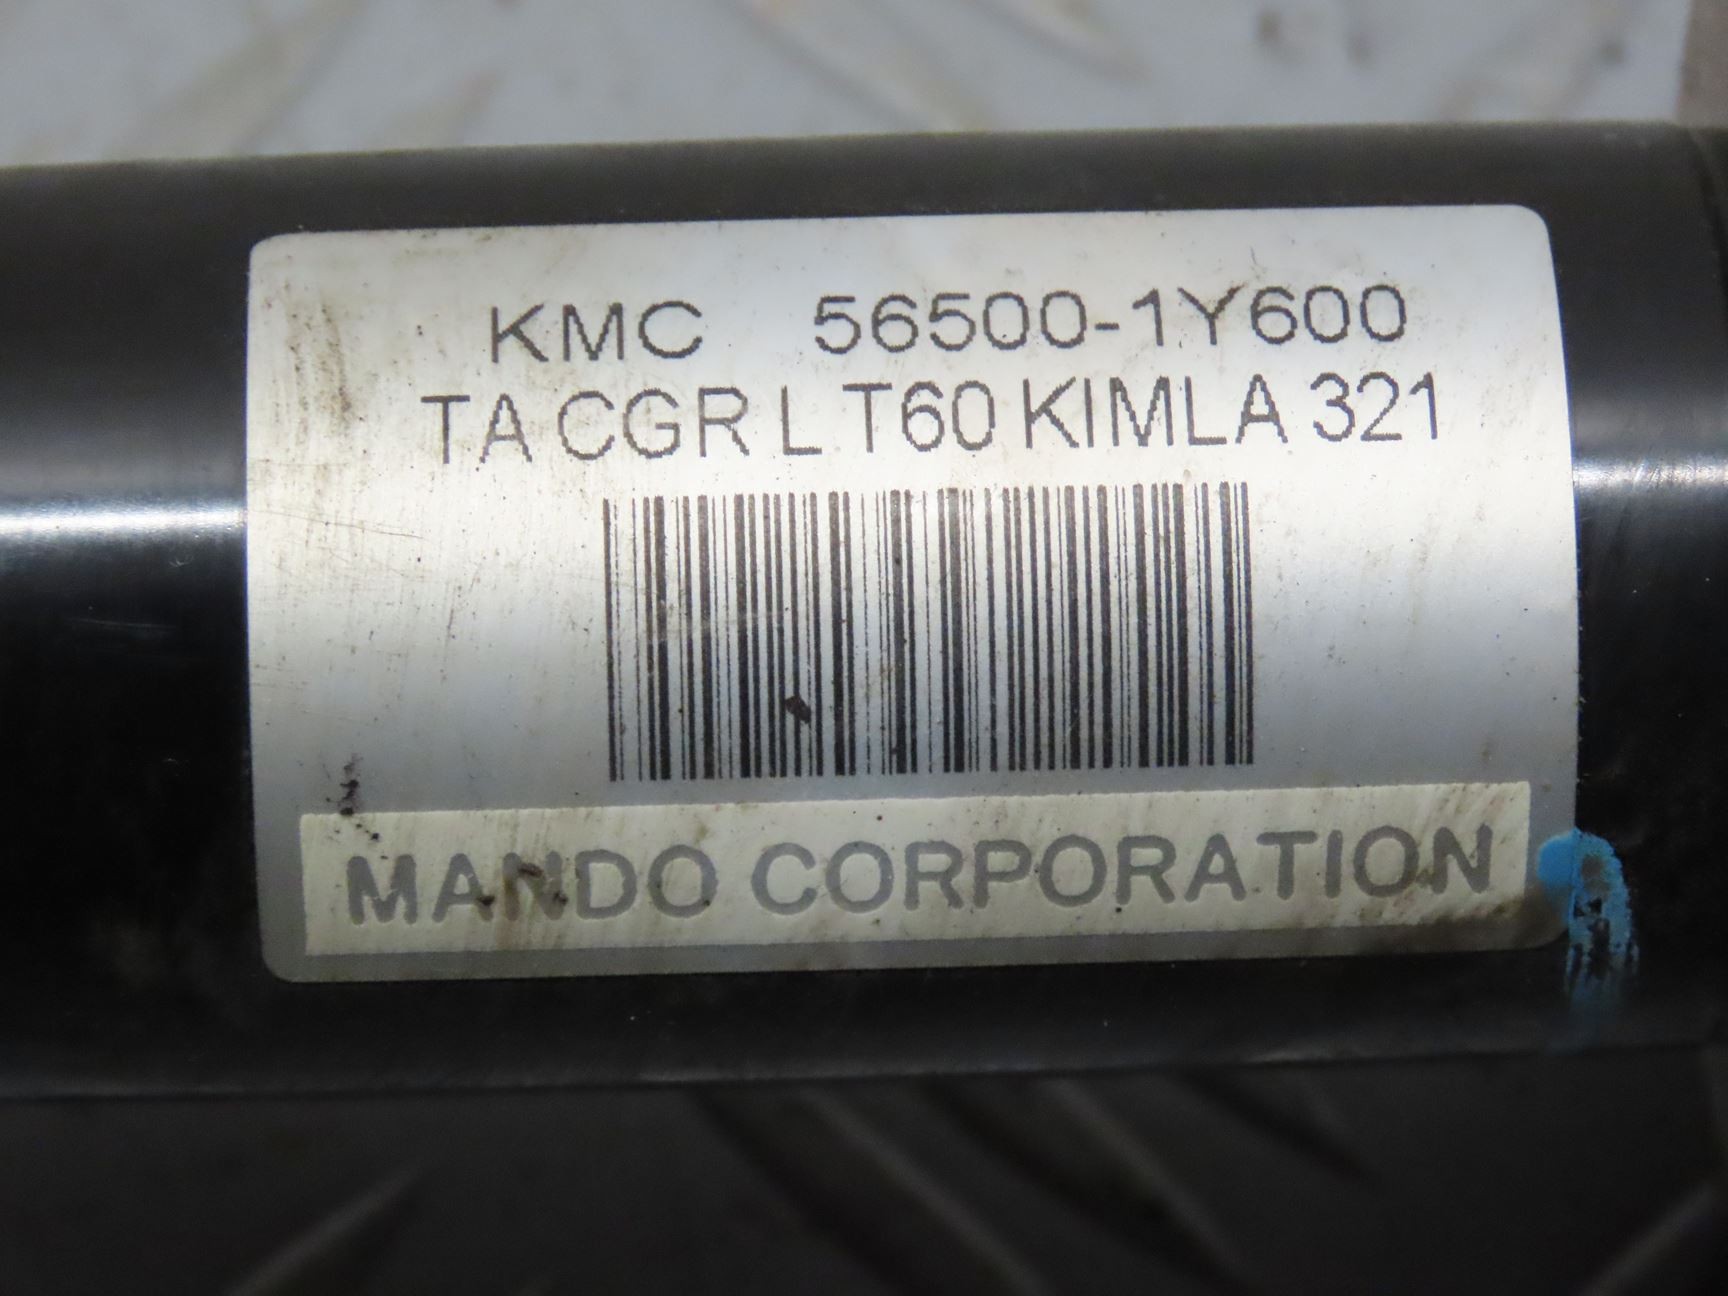 KMC 56500-1Y600
TA CGR L T60 KIMLA 321
MANDO CORPORATION